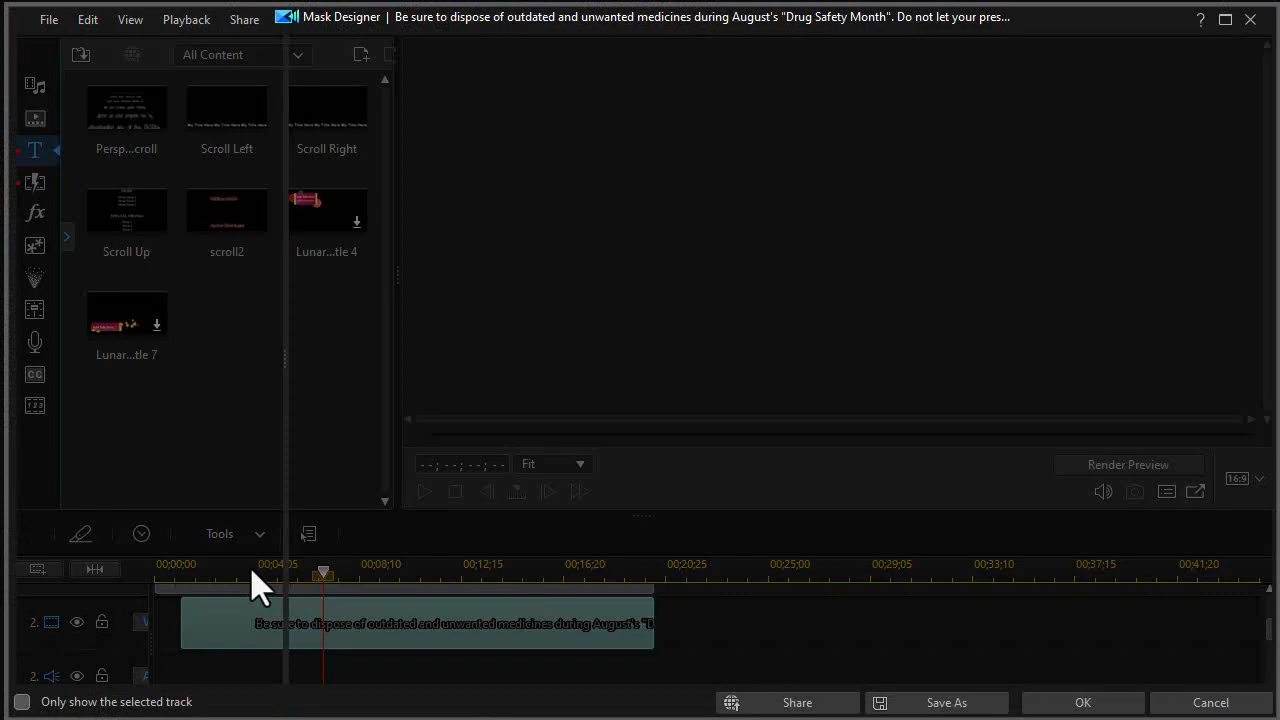 File Edit View Playback Share
Mask Designer | Be sure to dispose of outdated and unwanted medicines during August's "Drug Safety Month". Do not let your pres...
All Content
Persp...croll Scroll Left Scroll Right
Scroll Up scroll2 Lunar...tle 4
Lunar...tle 7
T
fx
CC
1 2 3
--;--;--;-- Fit Render Preview 16:9
Tools
00;00;00 00;04;05 00;08;10 00;12;15 00;16;20 00;20;25 00;25;00 00;29;05 00;33;10 00;37;15 00;41;20
2. Be sure to dispose of outdated and unwanted medicines during August's "D
2.
Only show the selected track Share Save As OK Cancel